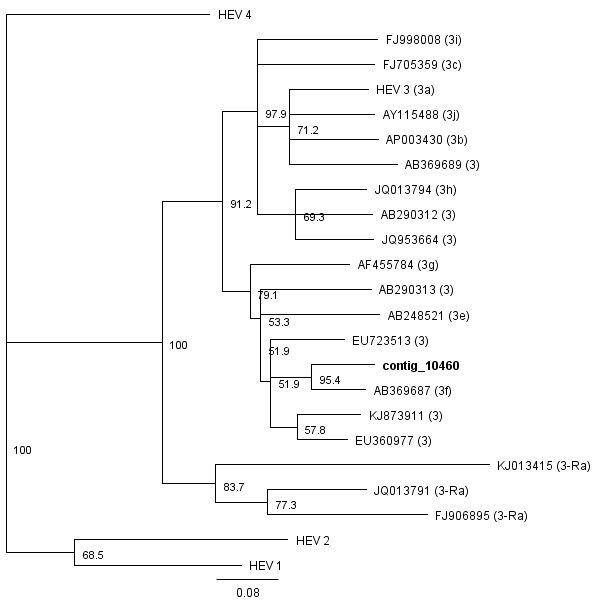 HEV 4
FJ998008 (3i)
FJ705359 (3c)
HEV 3 (3a)
97.9
AY115488 (3j)
71.2
AP003430 (3b)
AB369689 (3)
JQ013794 (3h)
91.2
69.3
AB290312 (3)
JQ953664 (3)
AF455784 (3g)
79.1
AB290313 (3)
53.3
AB248521 (3e)
EU723513 (3)
100
51.9
contig_10460
51.9
95.4
AB369687 (3f)
KJ873911 (3)
57.8
EU360977 (3)
100
KJ013415 (3-Ra)
83.7
JQ013791 (3-Ra)
77.3
FJ906895 (3-Ra)
HEV 2
68.5
HEV 1
0.08